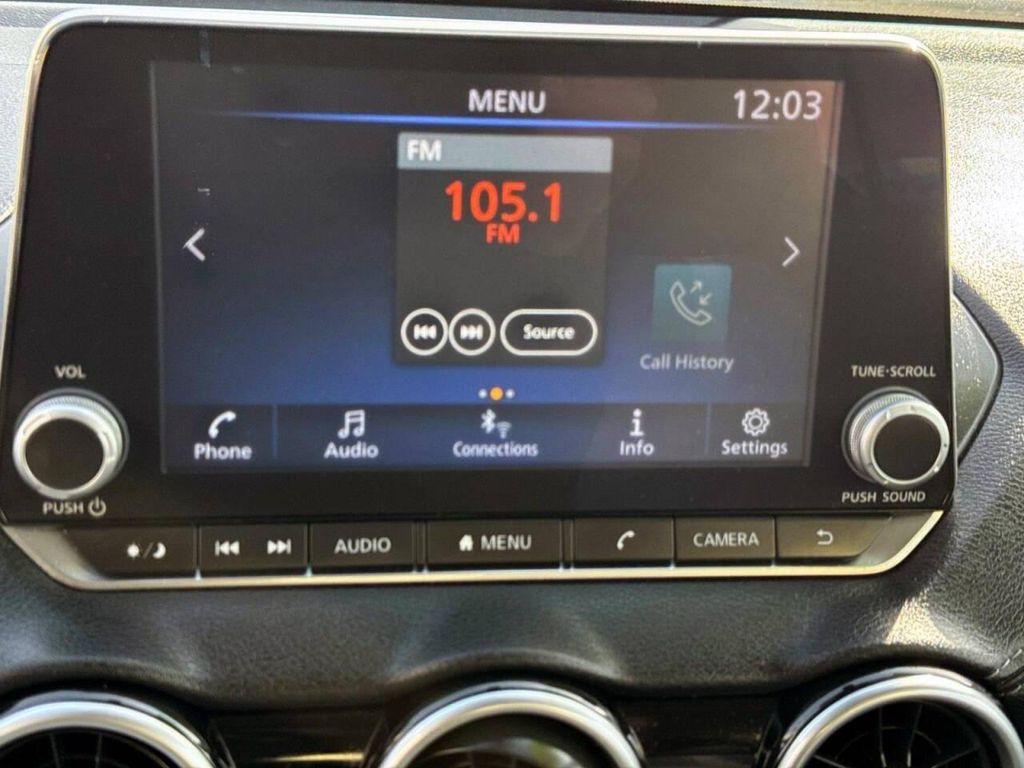 MENU
12:03
FM
105.1
FM
Source
Call History
VOL
TUNE·SCROLL
Phone
Audio
Connections
Info
Settings
PUSH
PUSH SOUND
AUDIO
MENU
CAMERA